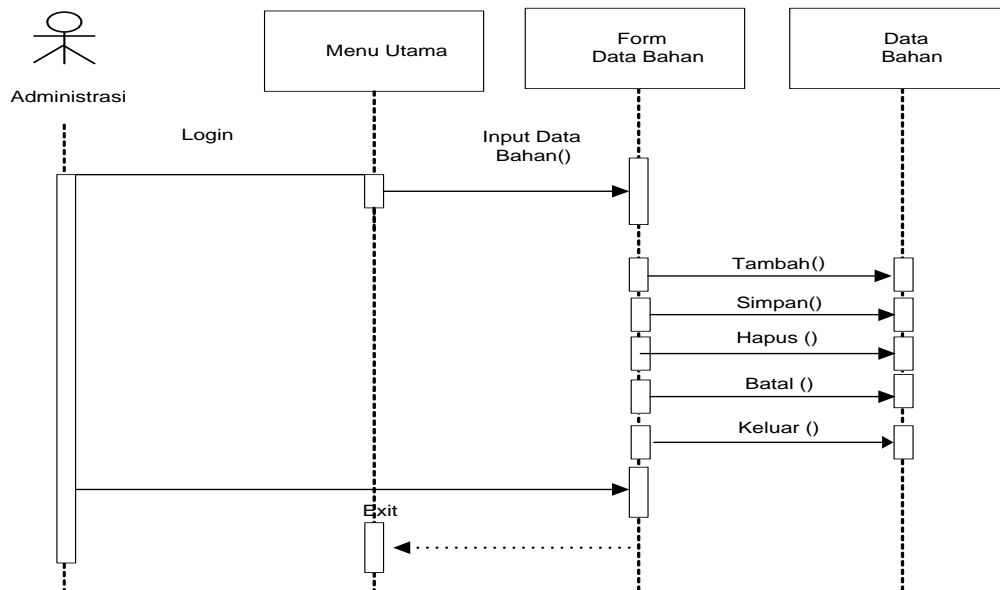 Administrasi
Menu Utama
Form
Data Bahan
Data
Bahan
Login
Input Data
Bahan()
Tambah()
Simpan()
Hapus ()
Batal ()
Keluar ()
Exit